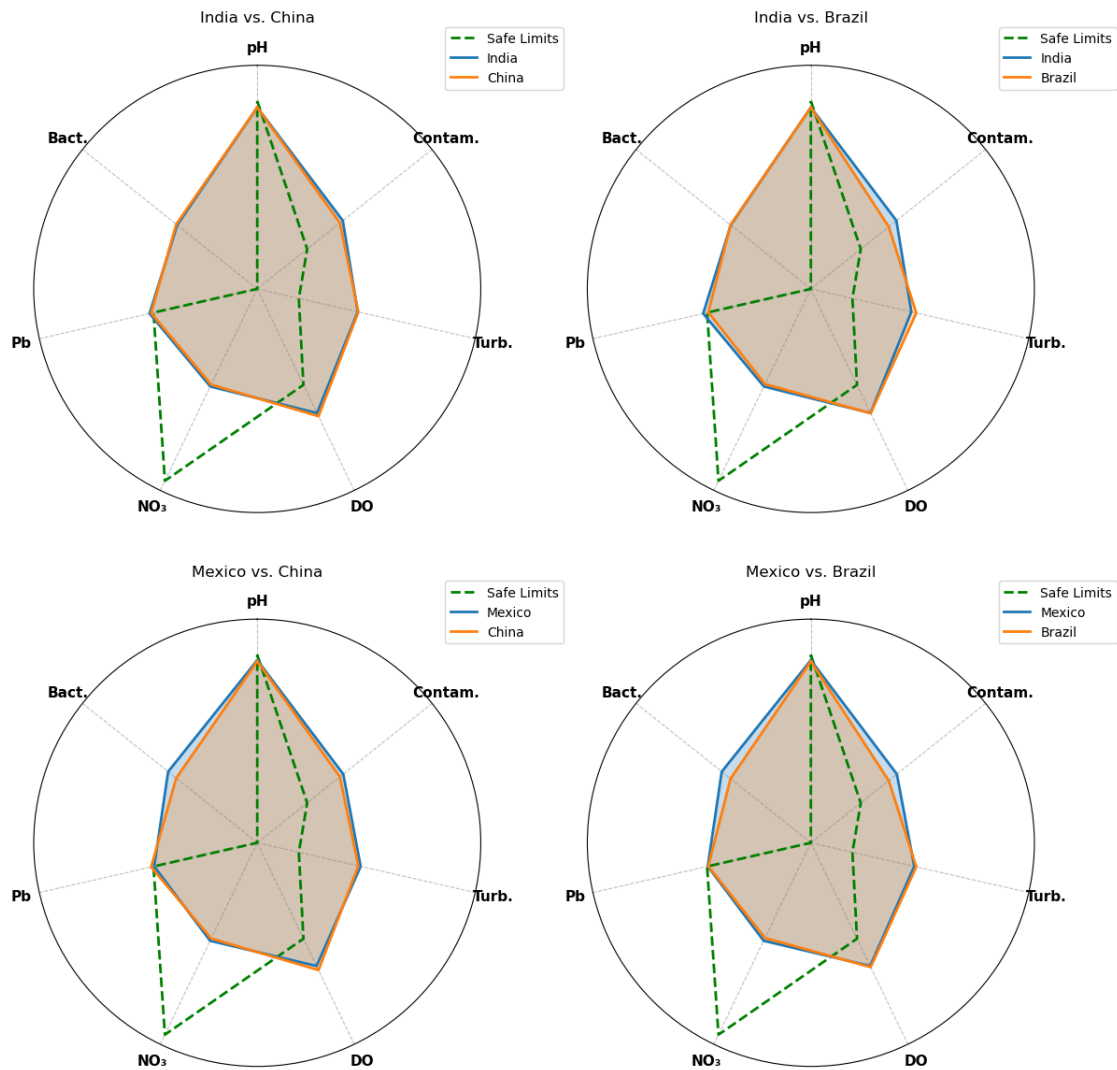 India vs. China
pH
Contam.
Turb.
DO
NO₃
Pb
Bact.
Safe Limits
India
China
India vs. Brazil
pH
Contam.
Turb.
DO
NO₃
Pb
Bact.
Safe Limits
India
Brazil
Mexico vs. China
pH
Contam.
Turb.
DO
NO₃
Pb
Bact.
Safe Limits
Mexico
China
Mexico vs. Brazil
pH
Contam.
Turb.
DO
NO₃
Pb
Bact.
Safe Limits
Mexico
Brazil